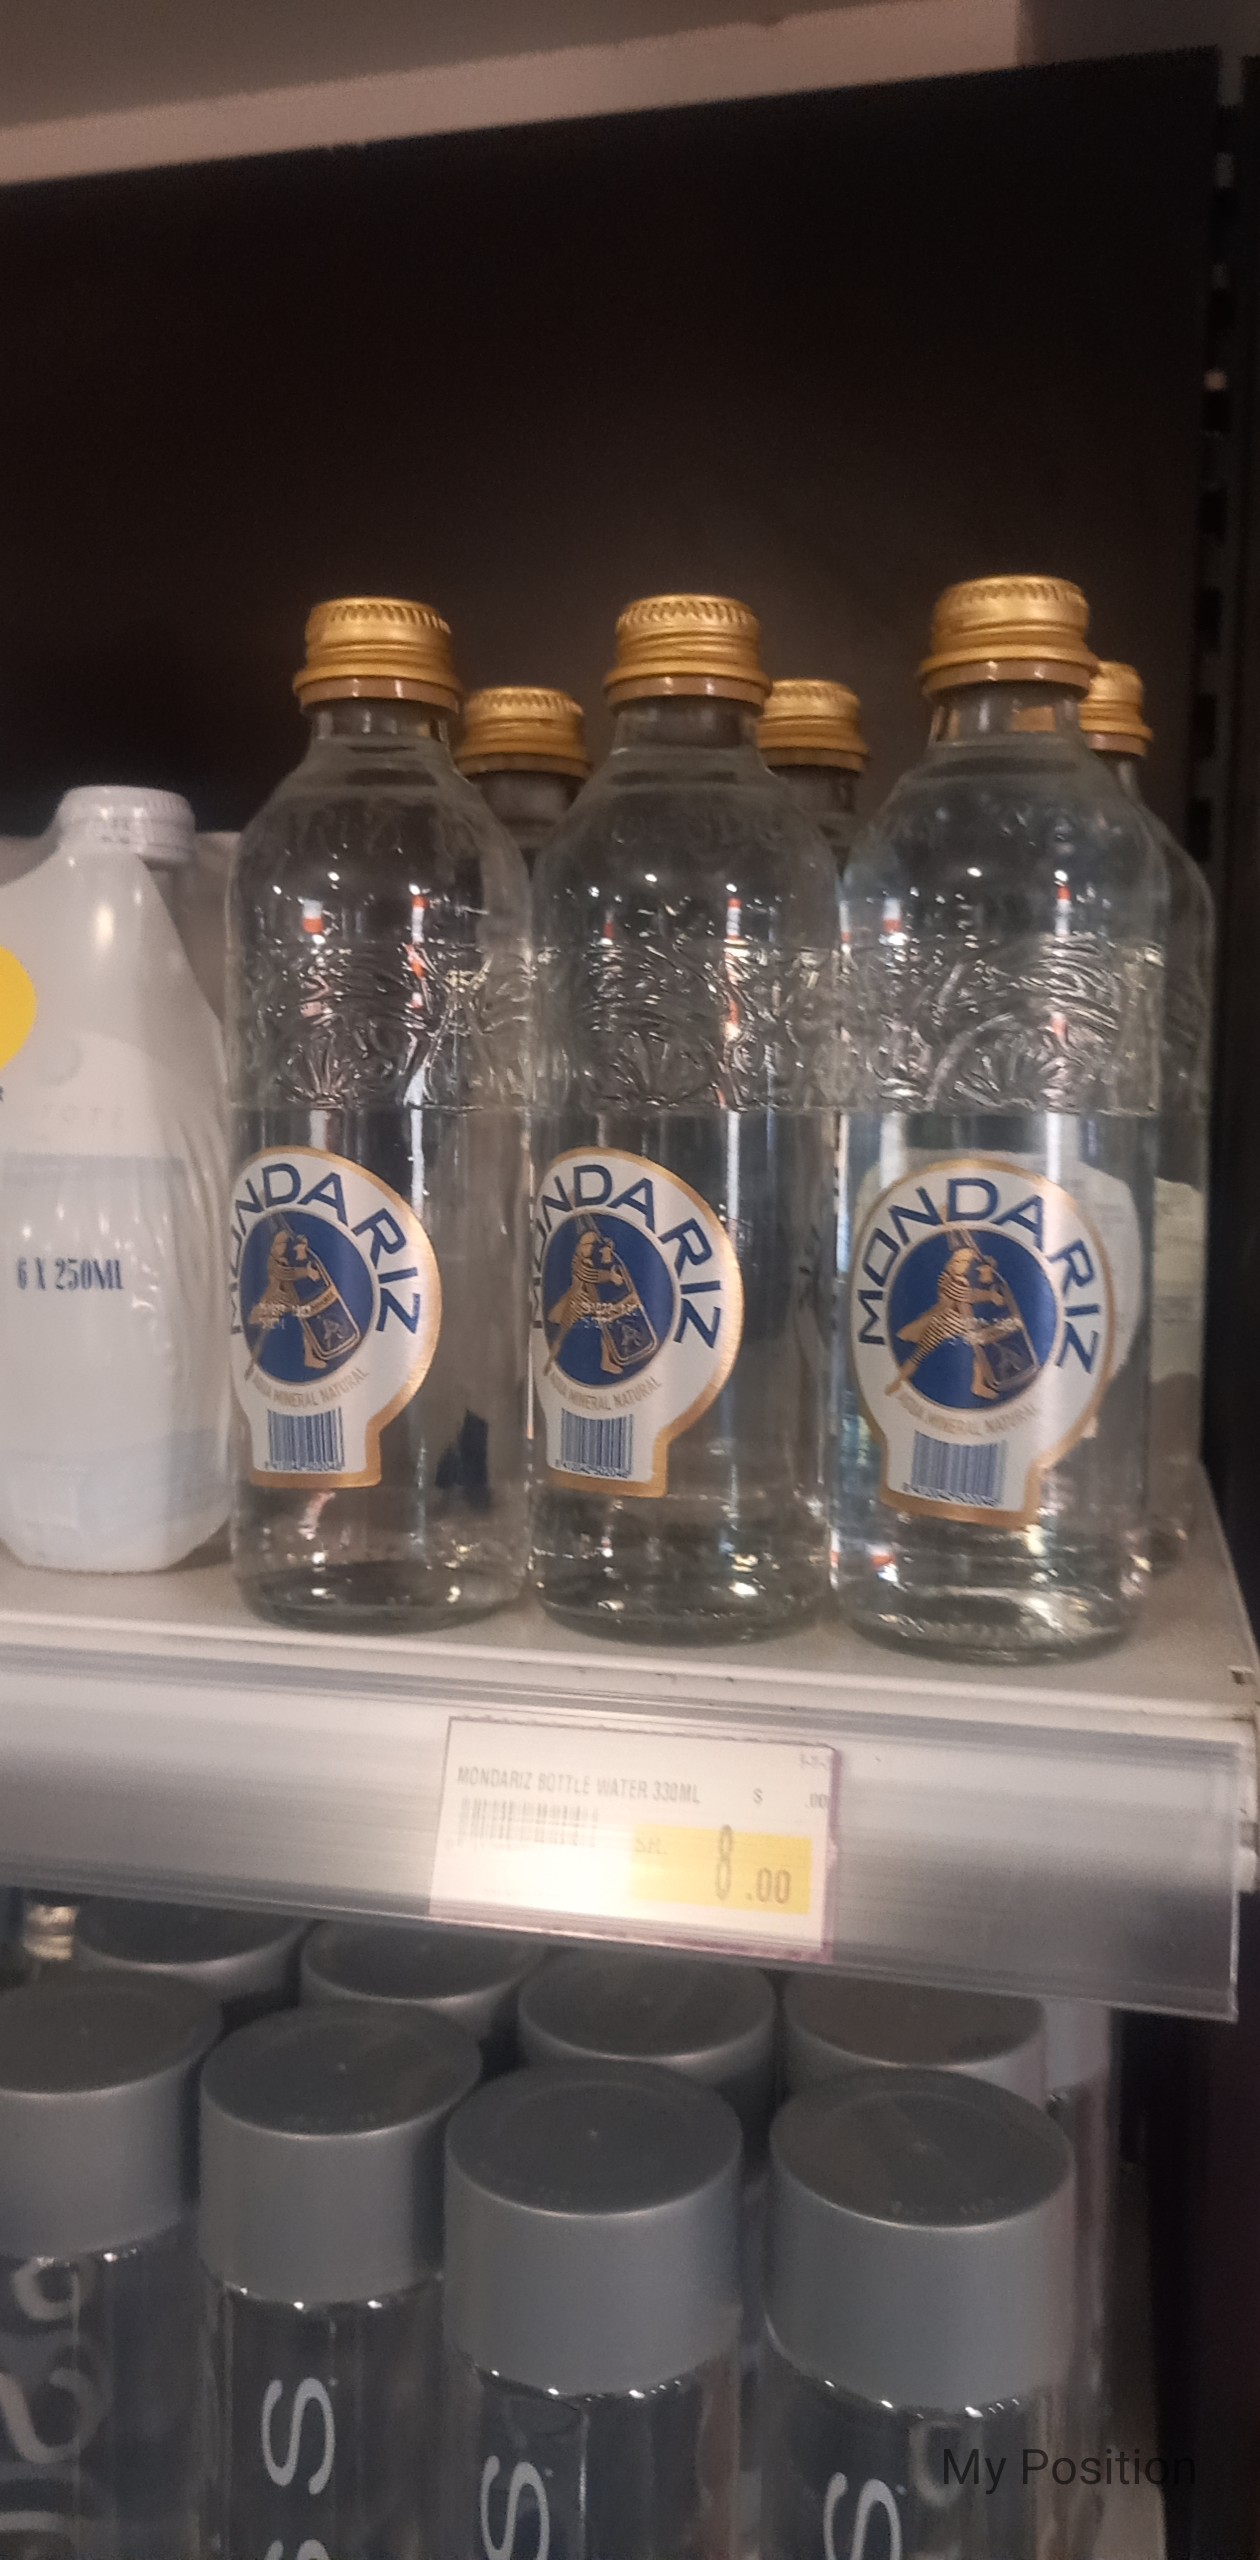 6 X 250ML
MONDARIZ
AGUA MINERAL NATURAL
MONDARIZ
AGUA MINERAL NATURAL
MONDARIZ
AGUA MINERAL NATURAL
MONDARIZ BOTTLE WATER 330ML $ .00
8.00
S
S
S
My Position